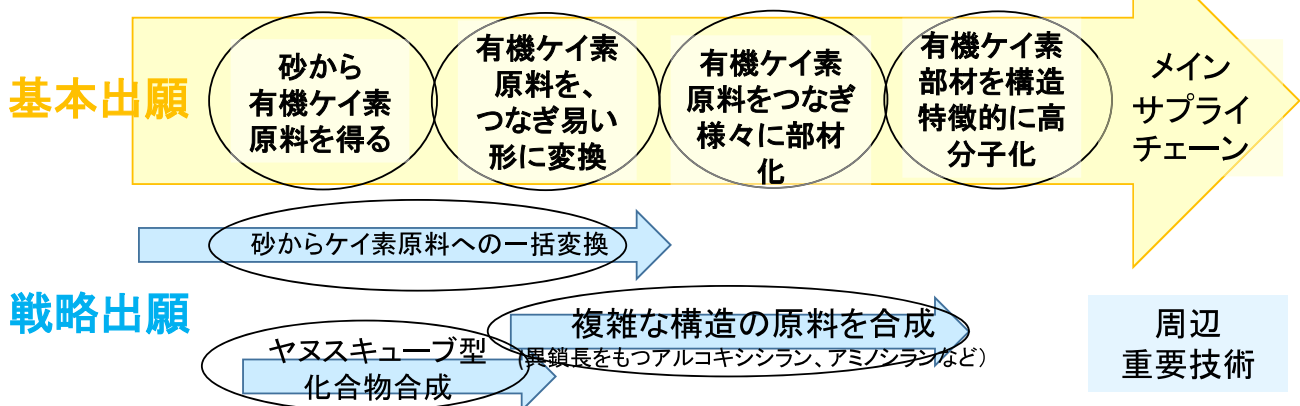 基本出願
砂から
有機ケイ素
原料を得る
有機ケイ素
原料を、
つなぎ易い
形に変換
有機ケイ素
原料をつなぎ
様々に部材
化
有機ケイ素
部材を構造
特徴的に高
分子化
メイン
サプライ
チェーン
砂からケイ素原料への一括変換
戦略出願
複雑な構造の原料を合成
(異鎖長をもつアルコキシシラン、アミノシランなど）
ヤヌスキューブ型
化合物合成
周辺
重要技術